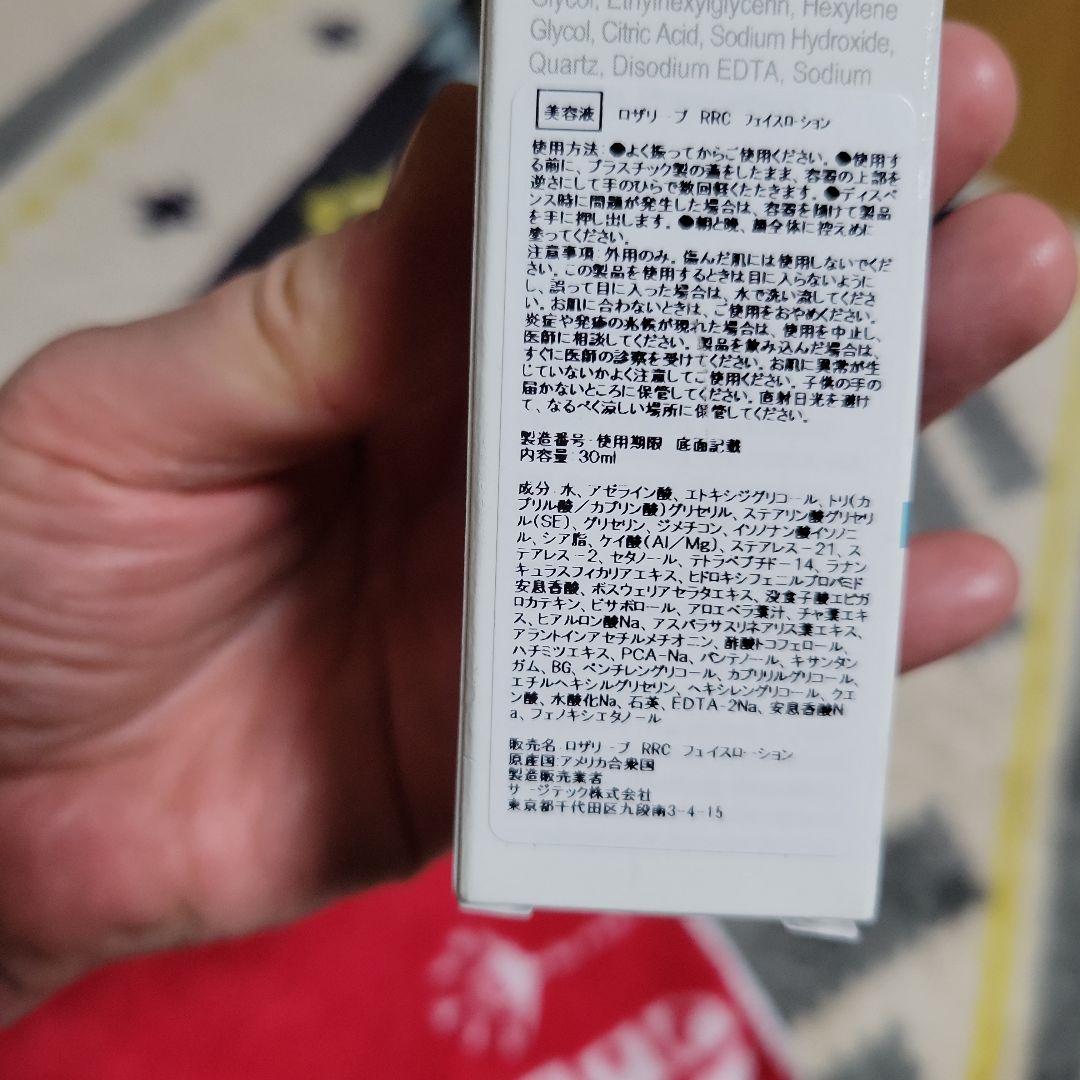 Glycol, Ethylhexylglycerin, Hexylene
Glycol, Citric Acid, Sodium Hydroxide,
Quartz, Disodium EDTA, Sodium
美容液 ロザリーブ RRC フェイスローション
使用方法:●よく振ってからご使用ください。●使用す
る前に、プラスチック製の蓋をしたまま、容器の上部を
逆さにして手のひらで数回軽くたたきます。●ディスペ
ンス時に問題が発生した場合は、容器を傾けて製品
を手に押し出します。●朝と晩、顔全体に控えめに
塗ってください。
注意事項:外用のみ。傷んだ肌には使用しないでくだ
さい。この製品を使用するときは目に入らないように
し、誤って目に入った場合は、水で洗い流してくださ
い。お肌に合わないときは、ご使用をおやめください。
炎症や発疹の兆候が現れた場合は、使用を中止し、
医師に相談してください。製品を飲み込んだ場合は、
すぐに医師の診察を受けてください。お肌に異常が生
じていないかよく注意してご使用ください。子供の手の
届かないところに保管してください。直射日光を避け
て、なるべく涼しい場所に保管してください。
製造番号・使用期限 底面記載
内容量:30ml
成分:水、アゼライン酸、エトキシジグリコール、トリ(カ
プリル酸/カプリン酸)グリセリル、ステアリン酸グリセリ
ル(SE)、グリセリン、ジメチコン、イソノナン酸イソノニ
ル、シア脂、ケイ酸(Al/Mg)、ステアレス-21、ス
テアレス-2、セタノール、テトラペプチド-14、ラナン
キュラスフィカリアエキス、ヒドロキシフェニルプロパミド
安息香酸、ボスウェリアセラタエキス、没食子酸エピガ
ロカテキン、ビサボロール、アロエベラ葉汁、チャ葉エキ
ス、ヒアルロン酸Na、アスパラサスリネアリス葉エキス、
アラントインアセチルメチオニン、酢酸トコフェロール、
ハチミツエキス、PCA-Na、パンテノール、キサンタン
ガム、BG、ペンチレングリコール、カプリリルグリコール、
エチルヘキシルグリセリン、ヘキシレングリコール、クエ
ン酸、水酸化Na、石英、EDTA-2Na、安息香酸N
a、フェノキシエタノール
販売名:ロザリーブ RRC フェイスローション
原産国:アメリカ合衆国
製造販売業者
サージテック株式会社
東京都千代田区九段南3-4-15